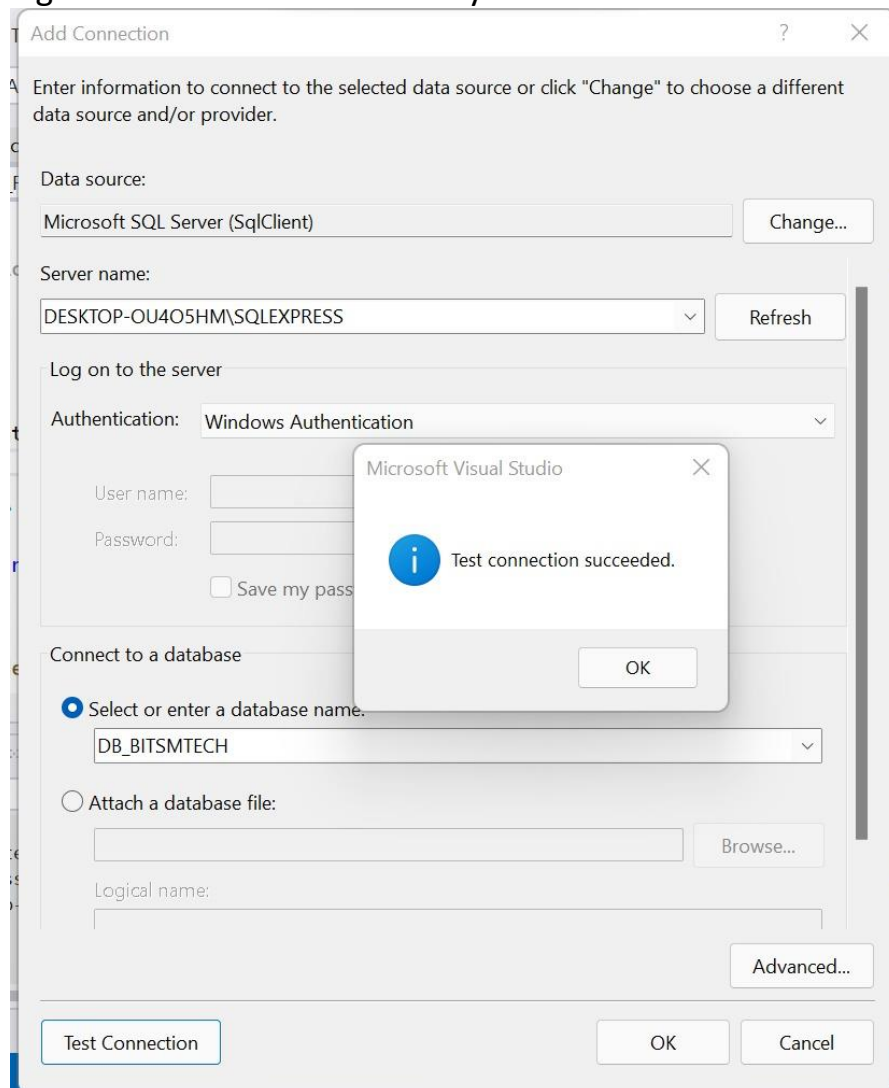 Add Connection
Enter information to connect to the selected data source or click "Change" to choose a different
data source and/or provider.
Data source:
Microsoft SQL Server (SqlClient)
Change...
Server name:
DESKTOP-OU4O5HM\SQLEXPRESS
Refresh
Log on to the server
Authentication:
Windows Authentication
Microsoft Visual Studio
User name:
Password:
Test connection succeeded.
Save my pass
Connect to a database
OK
Select or enter a database name:
DB_BITSMTECH
Attach a database file:
Browse...
Logical name:
Advanced...
Test Connection
OK
Cancel